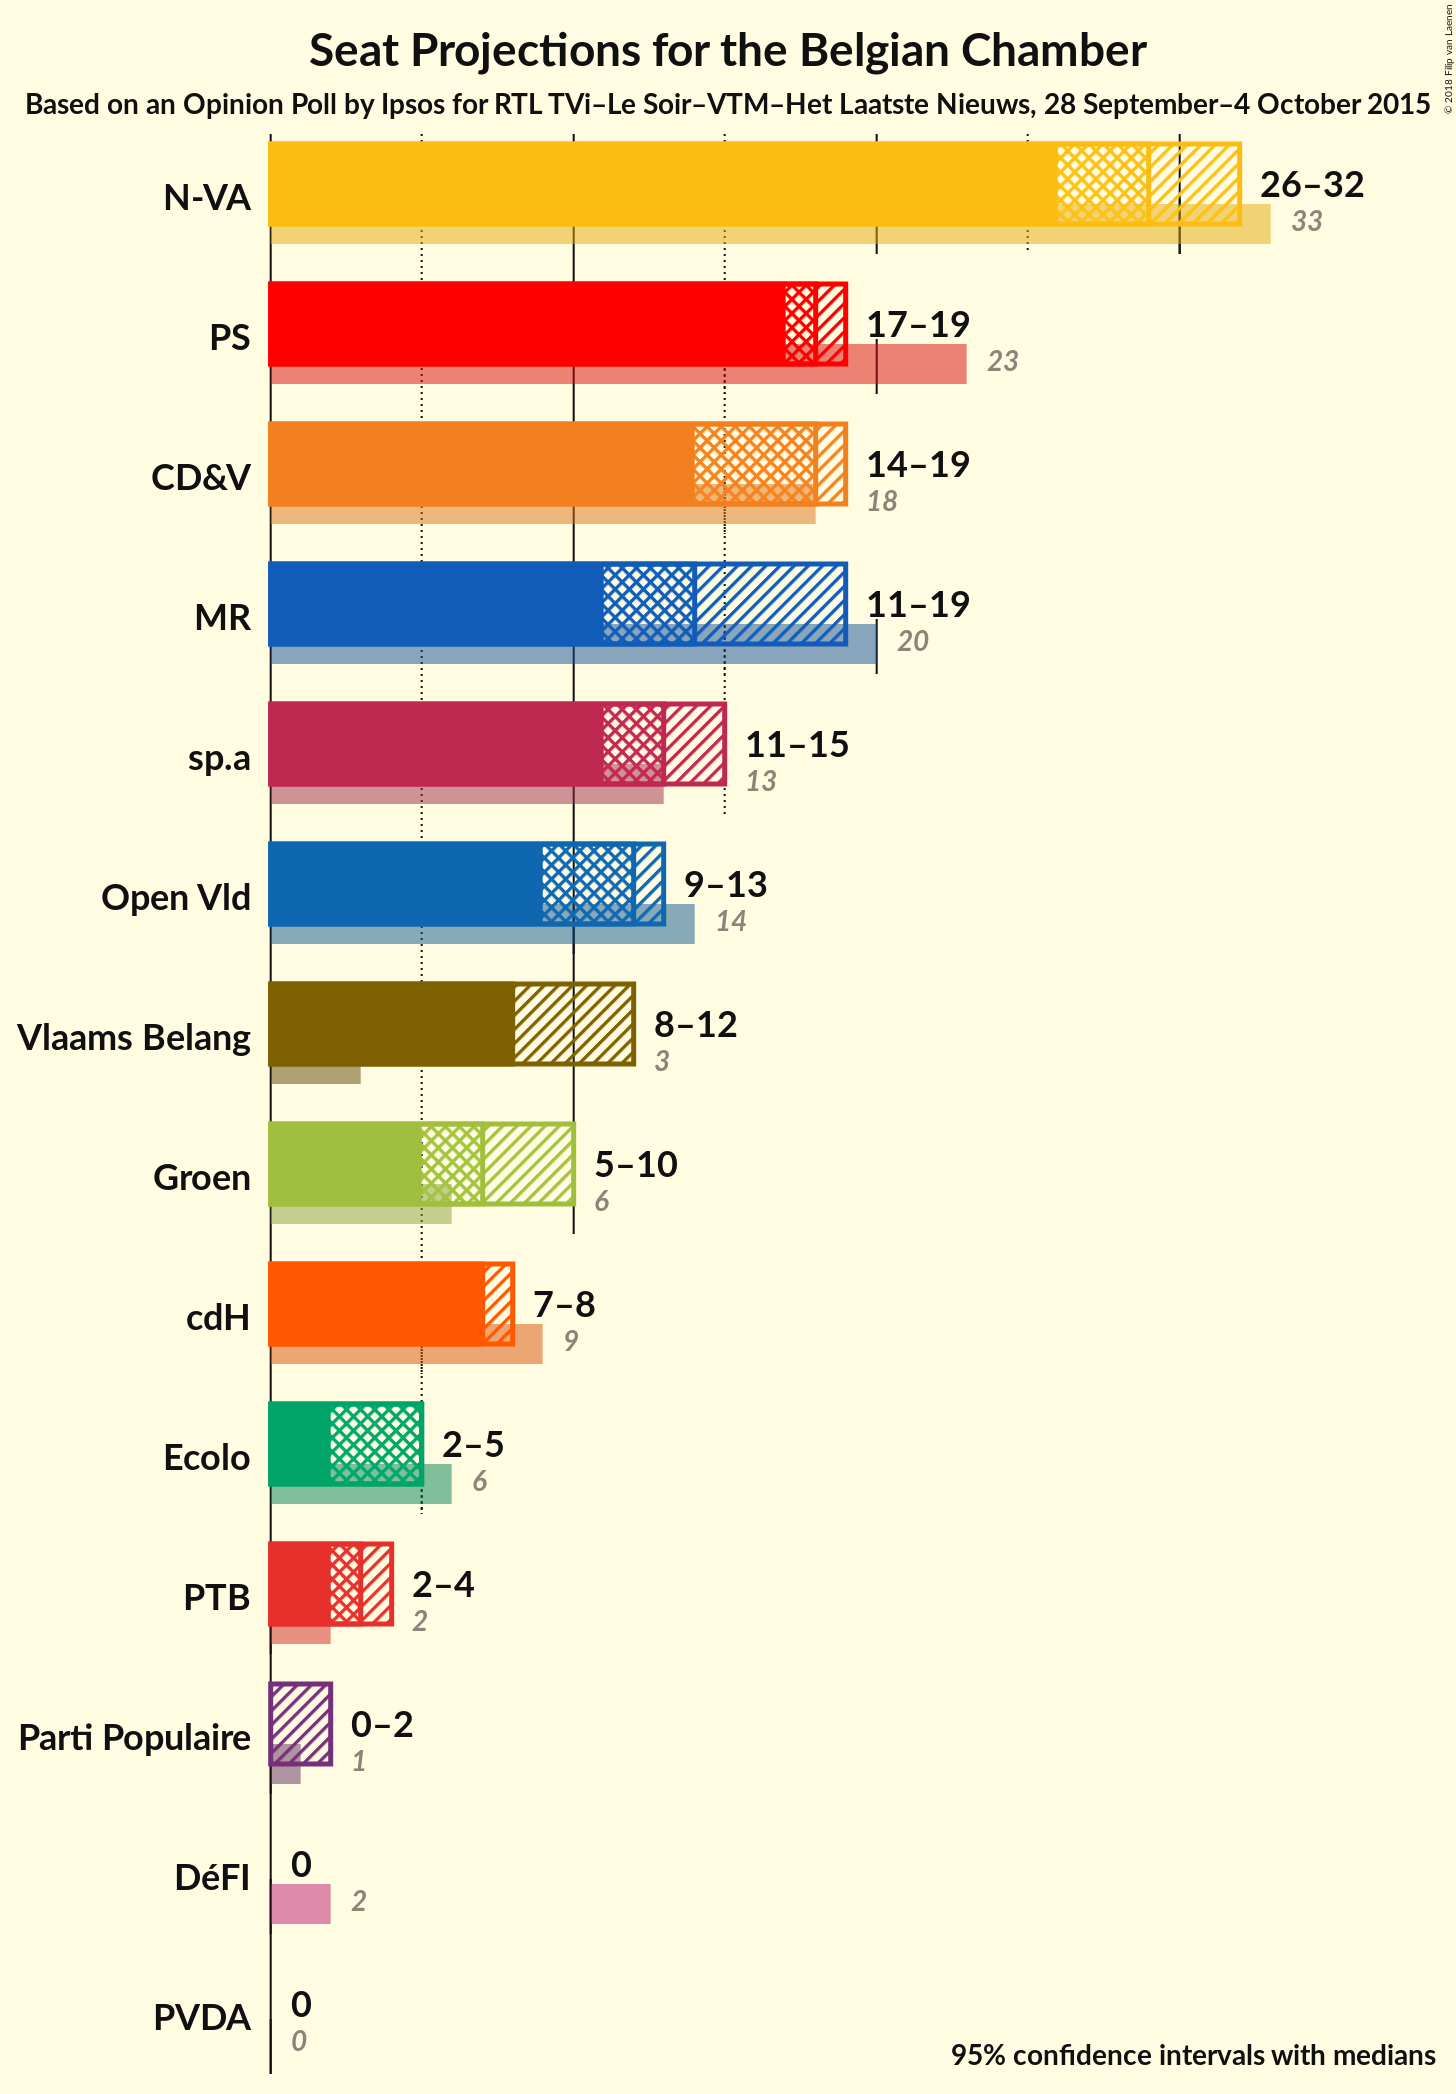 Seat Projections for the Belgian Chamber
Based on an Opinion Poll by Ipsos for RTL TVi–Le Soir–VTM–Het Laatste Nieuws, 28 September–4 October 2015
© 2018 Filip van Laenen
N-VA
26–32
33
PS
17–19
23
CD&V
14–19
18
MR
11–19
20
sp.a
11–15
13
Open Vld
9–13
14
Vlaams Belang
8–12
3
Groen
5–10
6
cdH
7–8
9
Ecolo
2–5
6
PTB
2–4
2
Parti Populaire
0–2
1
DéFI
0
2
PVDA
0
0
95% confidence intervals with medians